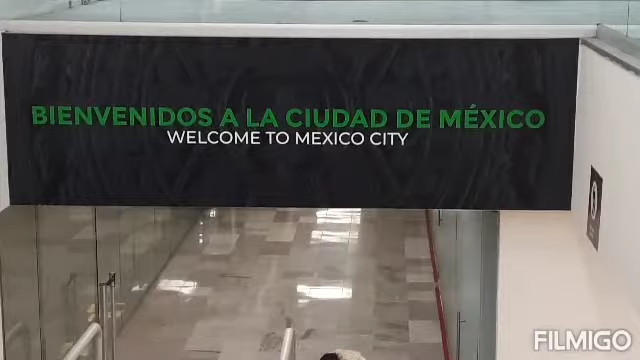 BIENVENIDOS A LA CIUDAD DE MÉXICO
WELCOME TO MEXICO CITY
FILMIGO